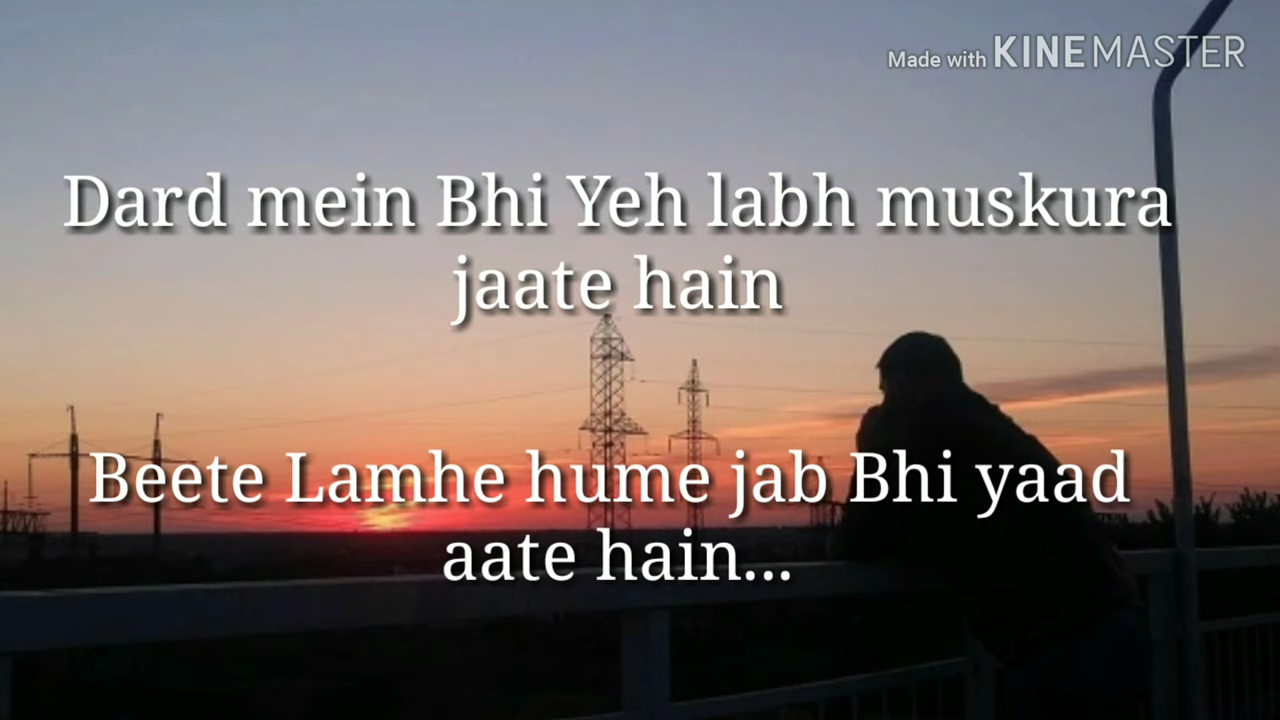 Made with KINEMASTER
Dard mein Bhi Yeh labh muskura
jaate hain
Beete Lamhe hume jab Bhi yaad
aate hain...